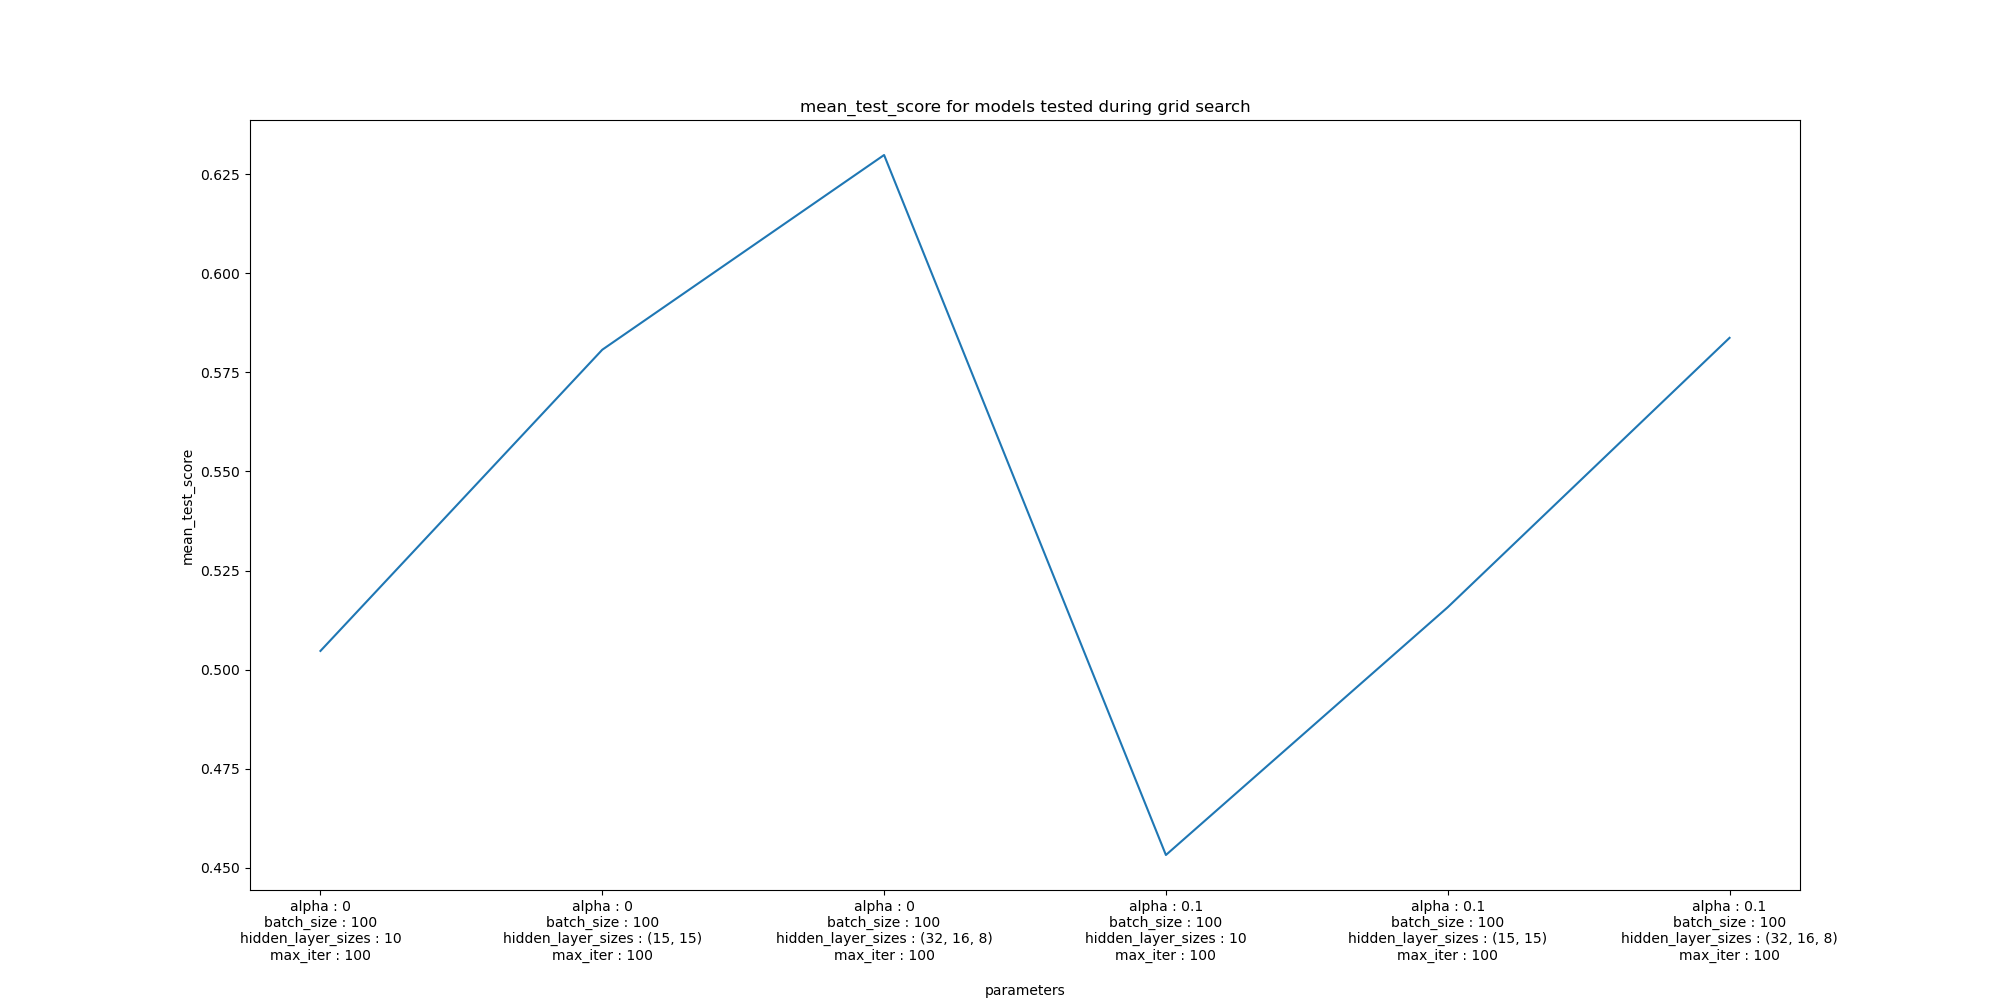 mean_test_score for models tested during grid search
mean_test_score
0.625
0.600
0.575
0.550
0.525
0.500
0.475
0.450
alpha : 0
batch_size : 100
hidden_layer_sizes : 10
max_iter : 100
alpha : 0
batch_size : 100
hidden_layer_sizes : (15, 15)
max_iter : 100
alpha : 0
batch_size : 100
hidden_layer_sizes : (32, 16, 8)
max_iter : 100
alpha : 0.1
batch_size : 100
hidden_layer_sizes : 10
max_iter : 100
alpha : 0.1
batch_size : 100
hidden_layer_sizes : (15, 15)
max_iter : 100
alpha : 0.1
batch_size : 100
hidden_layer_sizes : (32, 16, 8)
max_iter : 100
parameters